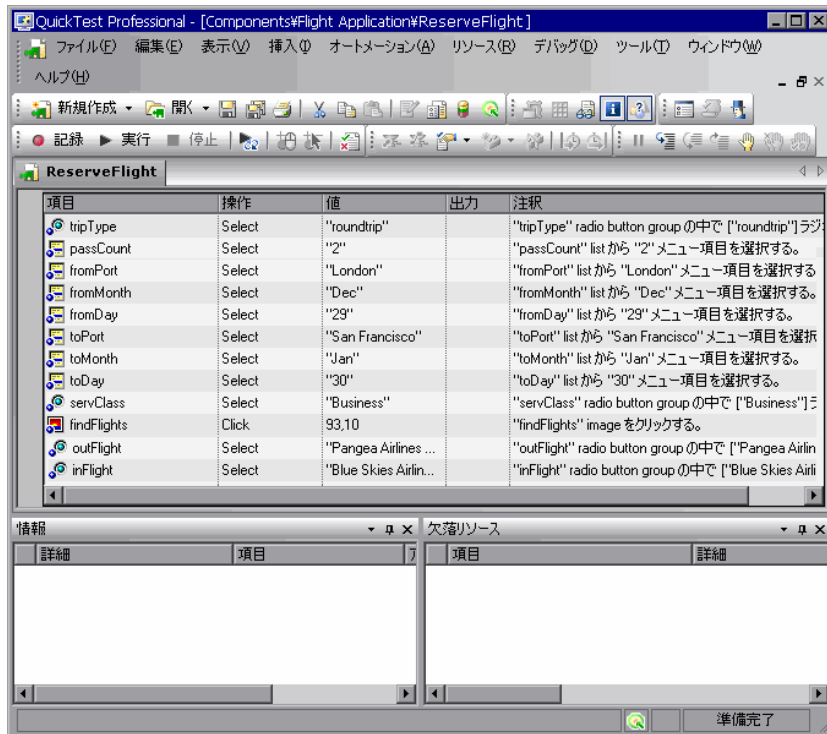 QuickTest Professional - [Components¥Flight Application¥ReserveFlight]
ファイル(F) 編集(E) 表示(V) 挿入(I) オートメーション(A) リソース(R) デバッグ(D) ツール(T) ウィンドウ(W)
ヘルプ(H)
新規作成 開く
記録 実行 停止
ReserveFlight
項目 操作 値 出力 注釈
tripType Select "roundtrip" "tripType" radio button group の中で ["roundtrip"] ラジ
passCount Select "2" "passCount" list から "2" メニュー項目を選択する。
fromPort Select "London" "fromPort" list から "London" メニュー項目を選択する
fromMonth Select "Dec" "fromMonth" list から "Dec" メニュー項目を選択する。
fromDay Select "29" "fromDay" list から "29" メニュー項目を選択する。
toPort Select "San Francisco" "toPort" list から "San Francisco" メニュー項目を選択
toMonth Select "Jan" "toMonth" list から "Jan" メニュー項目を選択する。
toDay Select "30" "toDay" list から "30" メニュー項目を選択する。
servClass Select "Business" "servClass" radio button group の中で ["Business"] ラ
findFlights Click 93,10 "findFlights" image をクリックする。
outFlight Select "Pangea Airlines ... "outFlight" radio button group の中で ["Pangea Airlin
inFlight Select "Blue Skies Airlin... "inFlight" radio button group の中で ["Blue Skies Airli
情報 欠落リソース
詳細 項目 ア 項目 詳細
準備完了